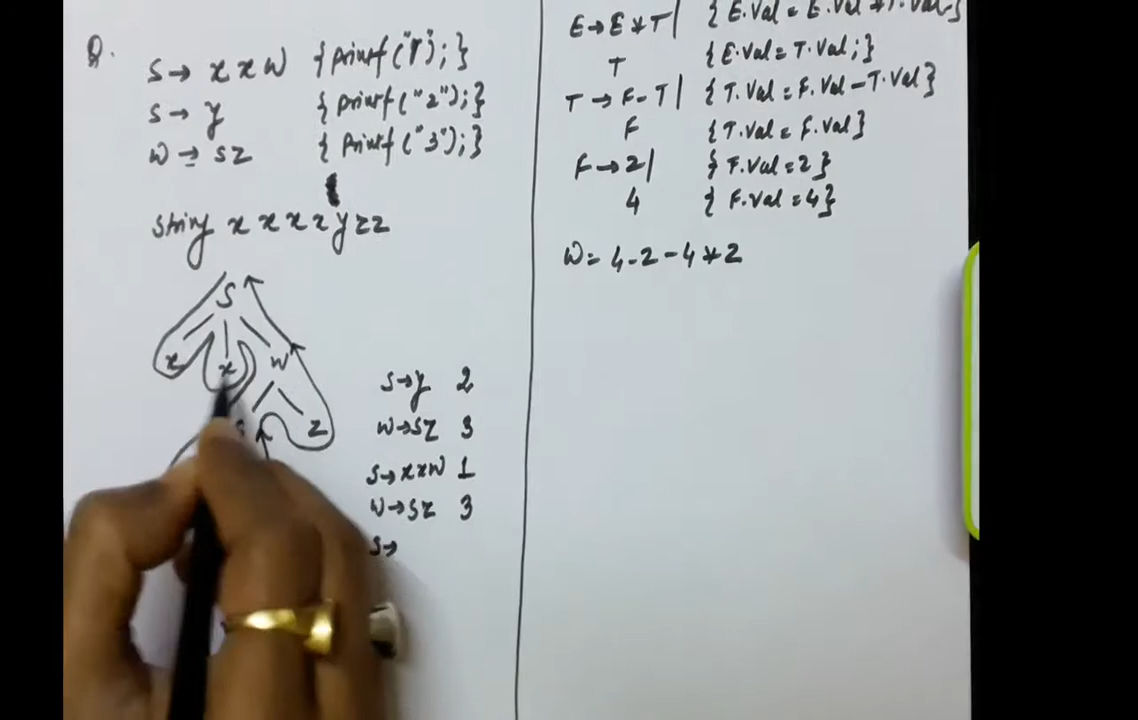 Q.
S → x x W {printf("1");}
S → y {printf("2");}
W → S z {printf("3");}
string x x x x y z z
S
x x W
S z
S → y 2
W → S z 3
S → x x W 1
W → S z 3
S →
E → E * T | {E.Val = E.Val * T.Val}
T {E.Val = T.Val;}
T → F - T | {T.Val = F.Val - T.Val}
F {T.Val = F.Val}
F → 2 | {F.Val = 2}
4 {F.Val = 4}
W = 4 - 2 - 4 * 2